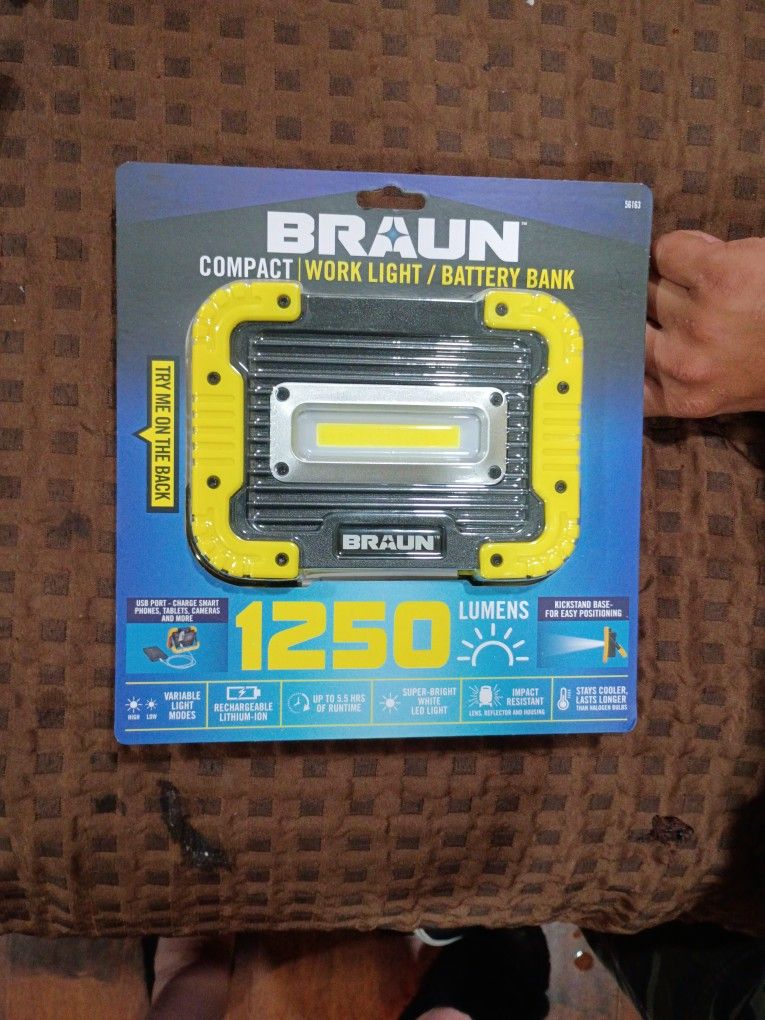 56163
BRAUN™
COMPACT | WORK LIGHT / BATTERY BANK
TRY ME ON THE BACK
BRAUN
USB PORT - CHARGE SMART
PHONES, TABLETS, CAMERAS
AND MORE
1250
LUMENS
KICKSTAND BASE-
FOR EASY POSITIONING
HIGH LOW
VARIABLE
LIGHT
MODES
RECHARGEABLE
LITHIUM-ION
UP TO 5.5 HRS
OF RUNTIME
SUPER-BRIGHT
WHITE
LED LIGHT
IMPACT
RESISTANT
LENS, REFLECTOR AND HOUSING
STAYS COOLER,
LASTS LONGER
THAN HALOGEN BULBS